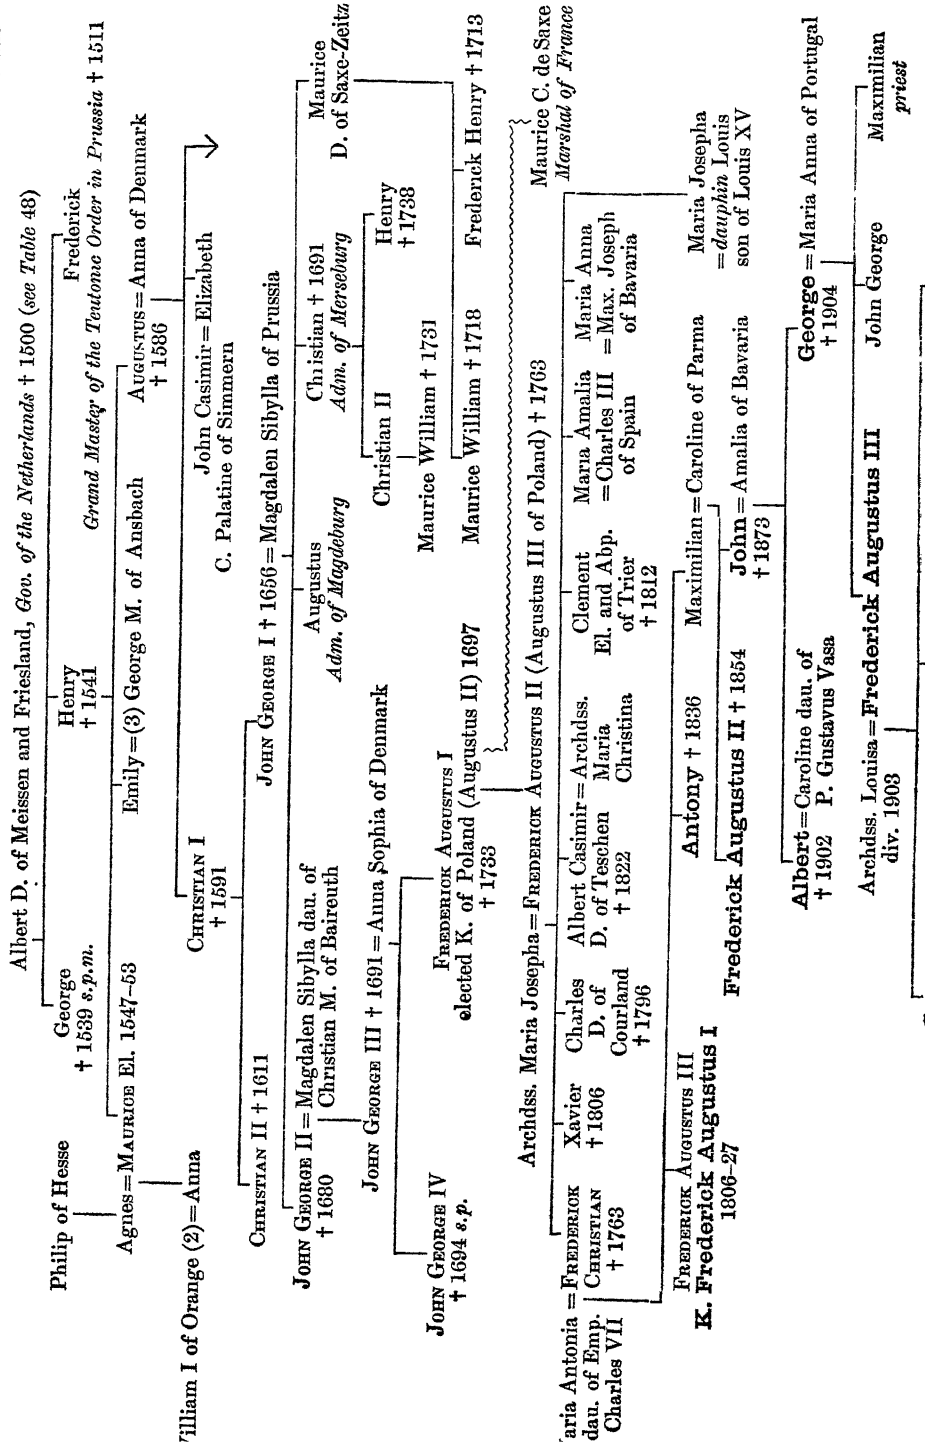 Albert D. of Meissen and Friesland, Gov. of the Netherlands † 1500 (see Table 48)
Philip of Hesse
George
† 1539 s.p.m.
Henry
† 1541
Frederick
Grand Master of the Teutonic Order in Prussia † 1511
Agnes = MAURICE El. 1547–53
Emily = (3) George M. of Ansbach
AUGUSTUS = Anna of Denmark
† 1586
William I of Orange (2) = Anna
CHRISTIAN I
† 1591
John Casimir = Elizabeth
C. Palatine of Simmern
CHRISTIAN II † 1611
JOHN GEORGE I † 1656 = Magdalen Sibylla of Prussia
JOHN GEORGE II = Magdalen Sibylla dau. of
† 1680
Christian M. of Baireuth
Augustus
Adm. of Magdeburg
Christian † 1691
Adm. of Merseburg
Maurice
D. of Saxe-Zeitz
JOHN GEORGE III † 1691 = Anna Sophia of Denmark
Christian II
Henry
† 1738
Maurice William † 1731
JOHN GEORGE IV
† 1694 s.p.
FREDERICK AUGUSTUS I
elected K. of Poland (Augustus II) 1697
† 1733
Maurice William † 1718
Frederick Henry † 1713
Archdss. Maria Josepha = FREDERICK AUGUSTUS II (Augustus III of Poland) † 1763
Maurice C. de Saxe
Marshal of France
Maria Antonia = FREDERICK
dau. of Emp.
Charles VII
CHRISTIAN
† 1763
Xavier
† 1806
Charles
D. of
Courland
† 1796
Albert Casimir = Archdss.
D. of Teschen
† 1822
Maria
Christina
Clement
El. and Abp.
of Trier
† 1812
Maria Amalia
= Charles III
of Spain
Maria Anna
= Max. Joseph
of Bavaria
Maria Josepha
= dauphin Louis
son of Louis XV
FREDERICK AUGUSTUS III
K. Frederick Augustus I
1806–27
Antony † 1836
Maximilian = Caroline of Parma
Frederick Augustus II † 1854
John = Amalia of Bavaria
† 1873
Albert = Caroline dau. of
† 1902
P. Gustavus Vasa
George = Maria Anna of Portugal
† 1904
Archdss. Louisa = Frederick Augustus III
div. 1903
John George
Maximilian
priest